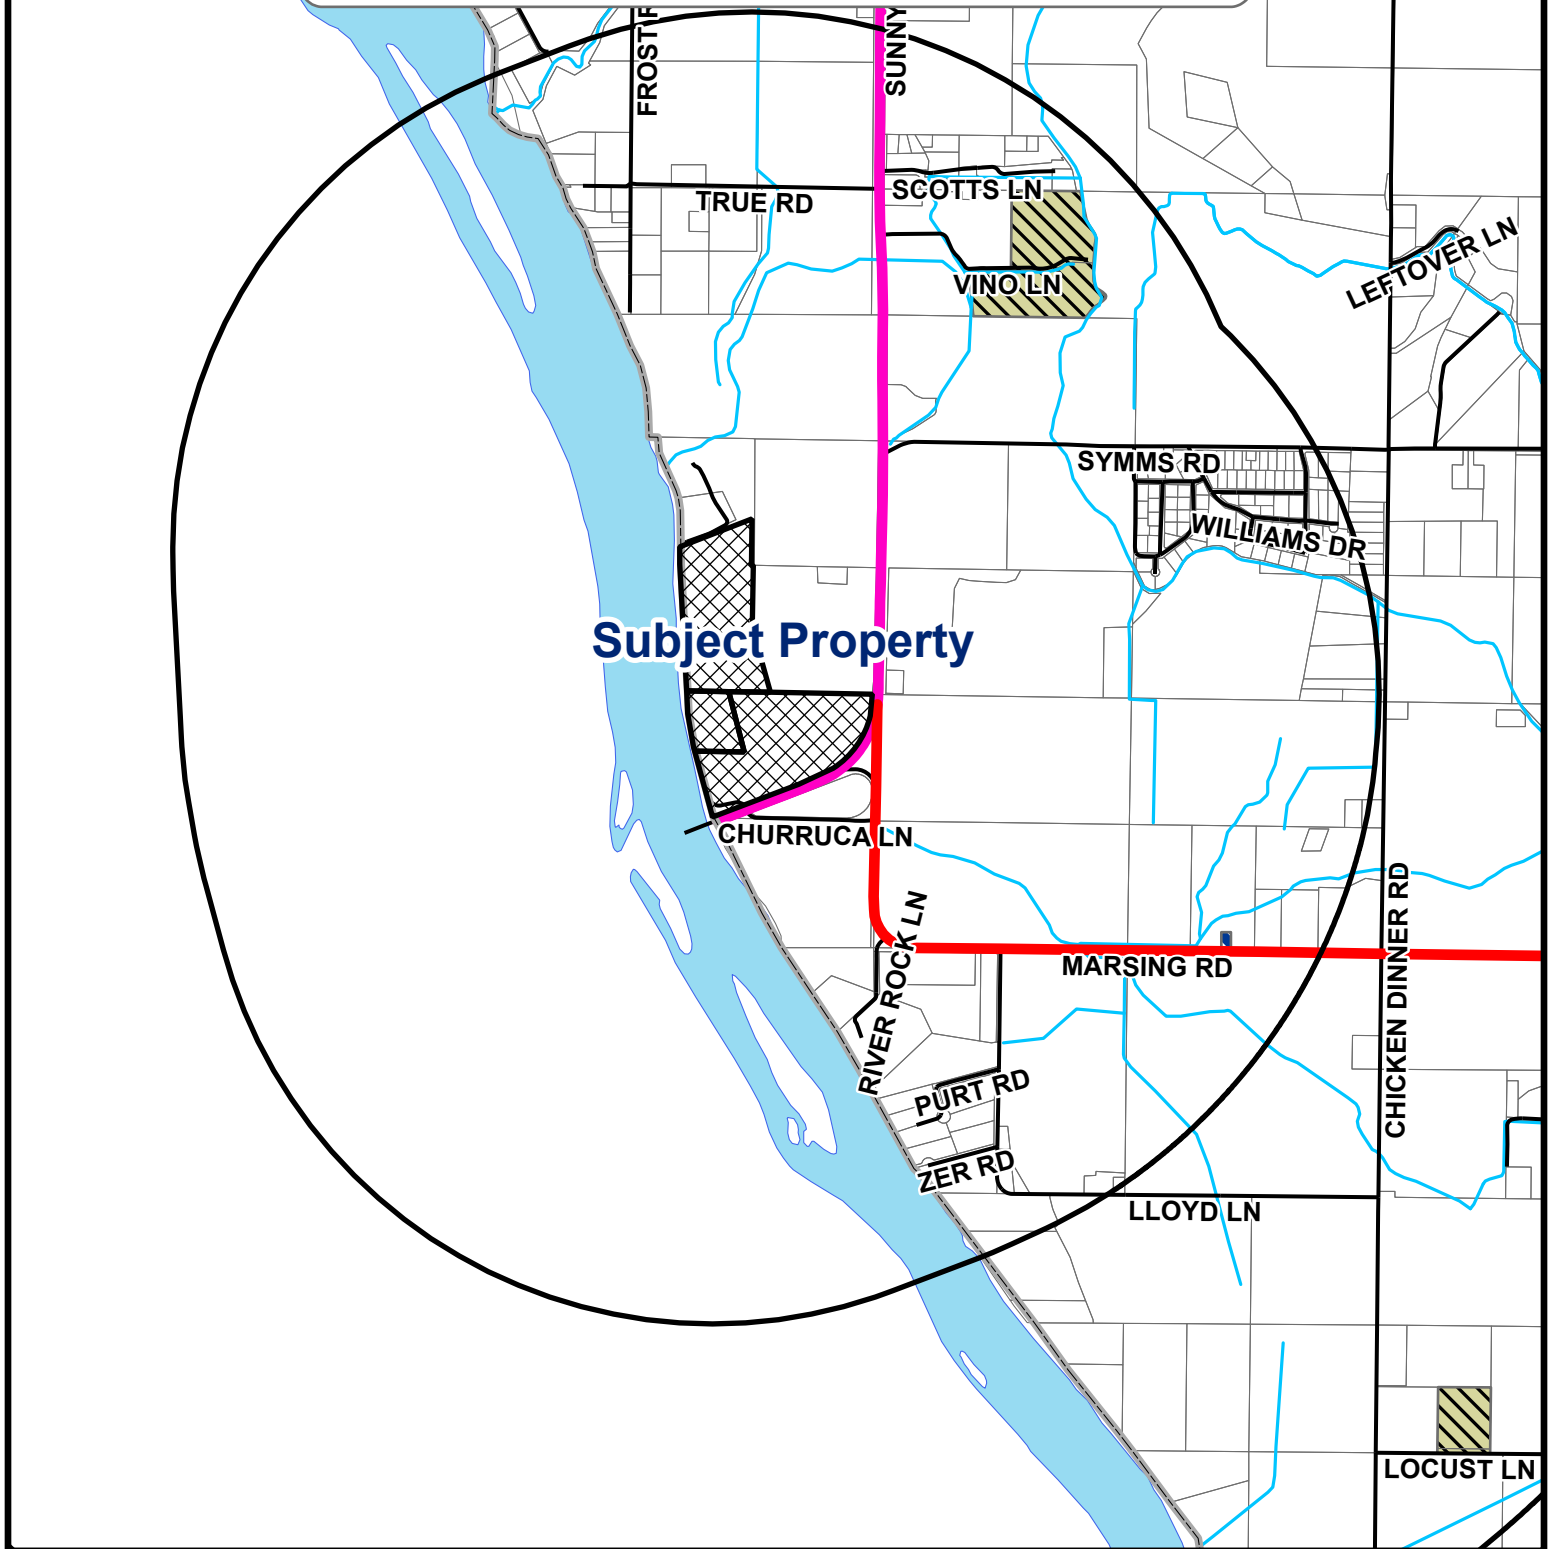 FROST
SUNNY
TRUE RD
SCOTTS LN
VINO LN
LEFTOVER LN
SYMMS RD
WILLIAMS DR
Subject Property
CHURRUCA LN
RIVER ROCK LN
MARSING RD
CHICKEN DINNER RD
PURT RD
ZER RD
LLOYD LN
LOCUST LN